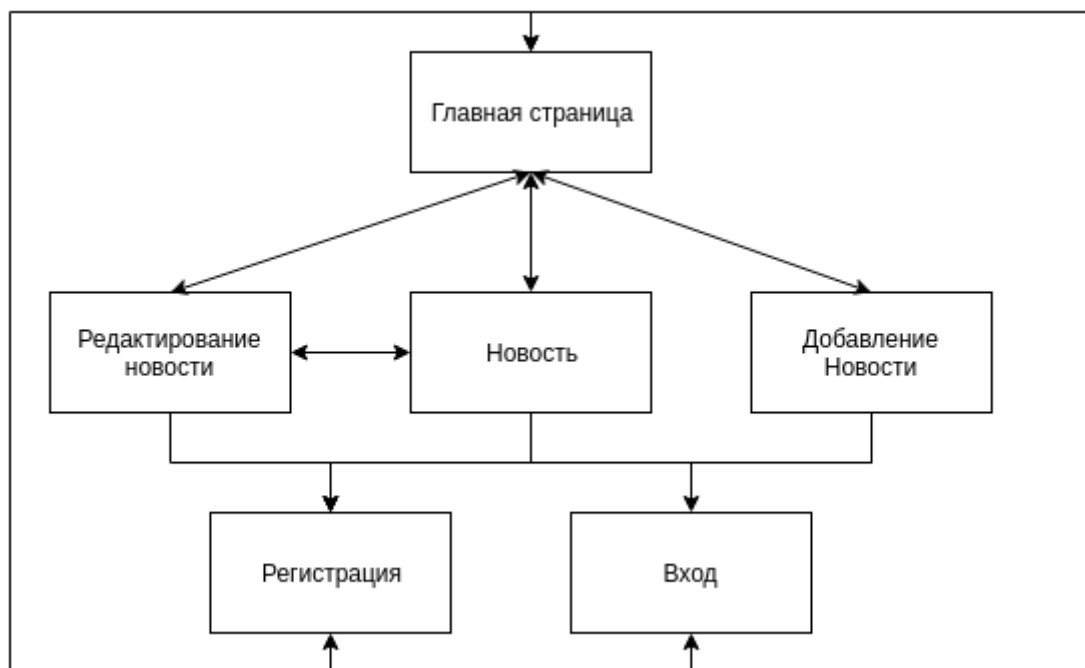 Главная страница
Редактирование
новости
Новость
Добавление
Новости
Регистрация
Вход